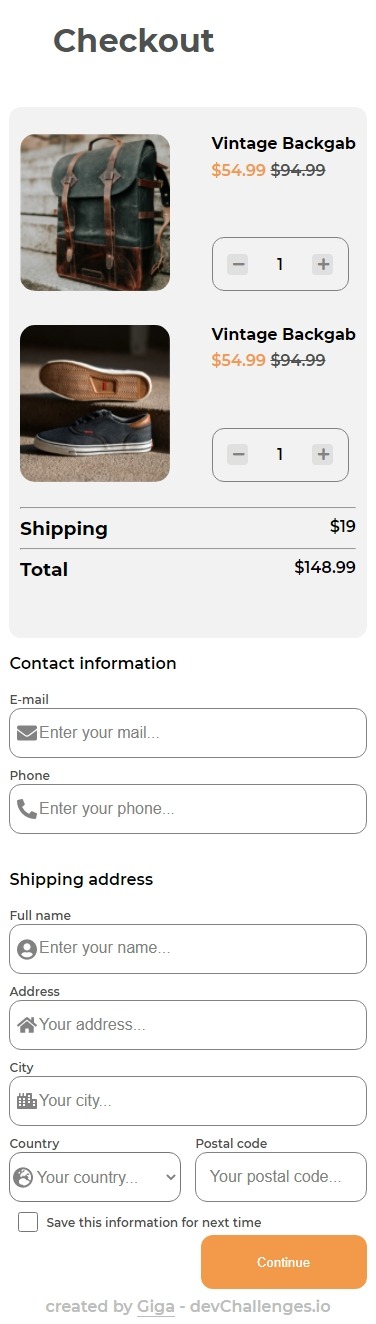 Checkout
Vintage Backgab
$54.99 $94.99
1
Vintage Backgab
$54.99 $94.99
1
Shipping $19
Total $148.99
Contact information
E-mail
Enter your mail...
Phone
Enter your phone...
Shipping address
Full name
Enter your name...
Address
Your address...
City
Your city...
Country Postal code
Your country... Your postal code...
Save this information for next time
Continue
created by Giga - devChallenges.io